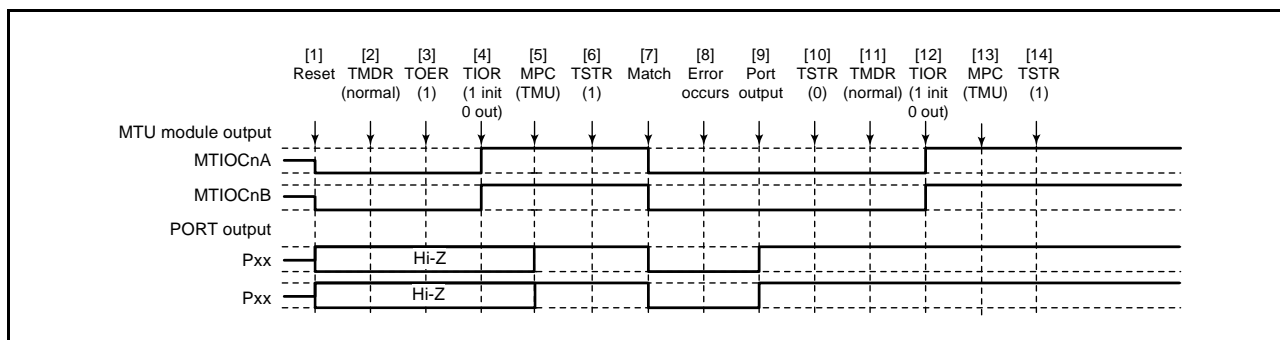 [1] [2] [3] [4] [5] [6] [7] [8] [9] [10] [11] [12] [13] [14]
Reset TMDR TOER TIOR MPC TSTR Match Error Port TSTR TMDR TIOR MPC TSTR
(normal) (1) (1 init (TMU) (1) occurs output (0) (normal) (1 init (TMU) (1)
0 out) 0 out)
MTU module output
MTIOCnA
MTIOCnB
PORT output
Pxx Hi-Z
Pxx Hi-Z